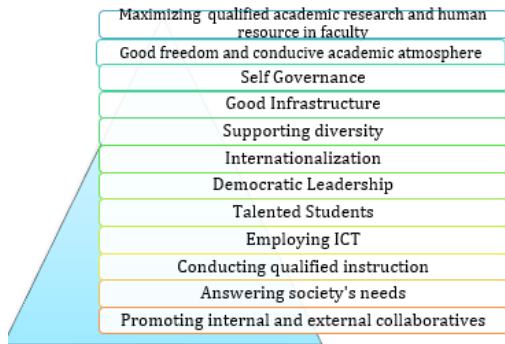 Maximizing qualified academic research and human
resource in faculty
Good freedom and conducive academic atmosphere
Self Governance
Good Infrastructure
Supporting diversity
Internationalization
Democratic Leadership
Talented Students
Employing ICT
Conducting qualified instruction
Answering society's needs
Promoting internal and external collaboratives